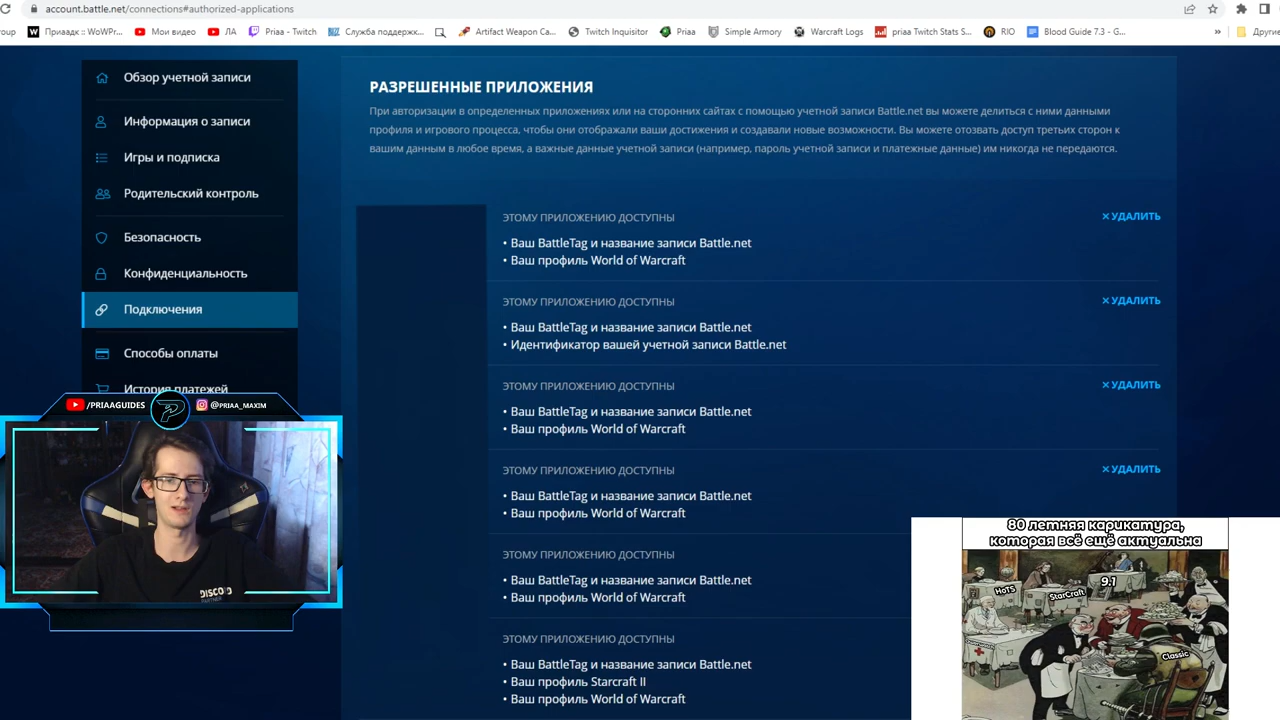 account.battle.net/connections#authorized-applications
roup
Приаадк :: WoWPr...
Мои видео
ЛА
Priaa - Twitch
Служба поддержк...
Artifact Weapon Ca...
Twitch Inquisitor
Priaa
Simple Armory
Warcraft Logs
priaa Twitch Stats S...
RIO
Blood Guide 7.3 - G...
»
Другие
Обзор учетной записи
Информация о записи
Игры и подписка
Родительский контроль
Безопасность
Конфиденциальность
Подключения
Способы оплаты
История платежей
РАЗРЕШЕННЫЕ ПРИЛОЖЕНИЯ
При авторизации в определенных приложениях или на сторонних сайтах с помощью учетной записи Battle.net вы можете делиться с ними данными
профиля и игрового процесса, чтобы они отображали ваши достижения и создавали новые возможности. Вы можете отозвать доступ третьих сторон к
вашим данным в любое время, а важные данные учетной записи (например, пароль учетной записи и платежные данные) им никогда не передаются.
ЭТОМУ ПРИЛОЖЕНИЮ ДОСТУПНЫ
✕ УДАЛИТЬ
• Ваш BattleTag и название записи Battle.net
• Ваш профиль World of Warcraft
ЭТОМУ ПРИЛОЖЕНИЮ ДОСТУПНЫ
✕ УДАЛИТЬ
• Ваш BattleTag и название записи Battle.net
• Идентификатор вашей учетной записи Battle.net
ЭТОМУ ПРИЛОЖЕНИЮ ДОСТУПНЫ
✕ УДАЛИТЬ
• Ваш BattleTag и название записи Battle.net
• Ваш профиль World of Warcraft
ЭТОМУ ПРИЛОЖЕНИЮ ДОСТУПНЫ
✕ УДАЛИТЬ
• Ваш BattleTag и название записи Battle.net
• Ваш профиль World of Warcraft
ЭТОМУ ПРИЛОЖЕНИЮ ДОСТУПНЫ
• Ваш BattleTag и название записи Battle.net
• Ваш профиль World of Warcraft
ЭТОМУ ПРИЛОЖЕНИЮ ДОСТУПНЫ
• Ваш BattleTag и название записи Battle.net
• Ваш профиль Starcraft II
• Ваш профиль World of Warcraft
/PRIAAGUIDES
@PRIAA_MAXIM
DISCORD
PARTNER
80 летняя карикатура,
которая всё ещё актуальна
9.1
HoTS
StarCraft
Classic